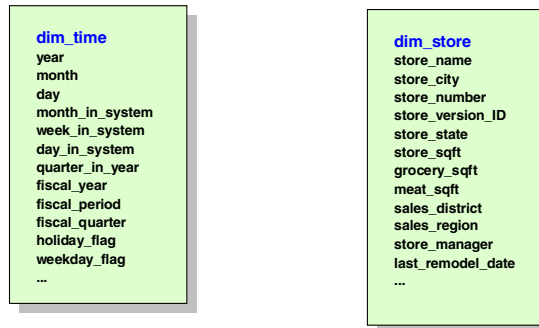 dim_time
year
month
day
month_in_system
week_in_system
day_in_system
quarter_in_year
fiscal_year
fiscal_period
fiscal_quarter
holiday_flag
weekday_flag
...
dim_store
store_name
store_city
store_number
store_version_ID
store_state
store_sqft
grocery_sqft
meat_sqft
sales_district
sales_region
store_manager
last_remodel_date
...